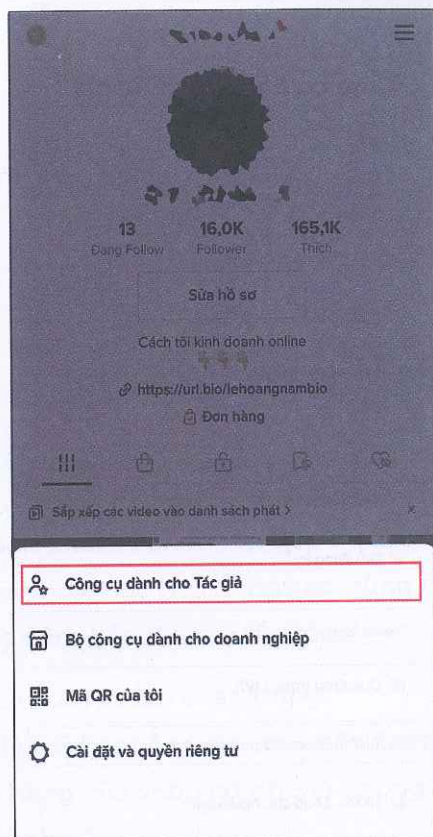 13
16,0K
165,1K
Đang Follow
Follower
Thích
Sửa hồ sơ
Cách tôi kinh doanh online
https://url.bio/lehoangnambio
Đơn hàng
Sắp xếp các video vào danh sách phát >
Công cụ dành cho Tác giả
Bộ công cụ dành cho doanh nghiệp
Mã QR của tôi
Cài đặt và quyền riêng tư